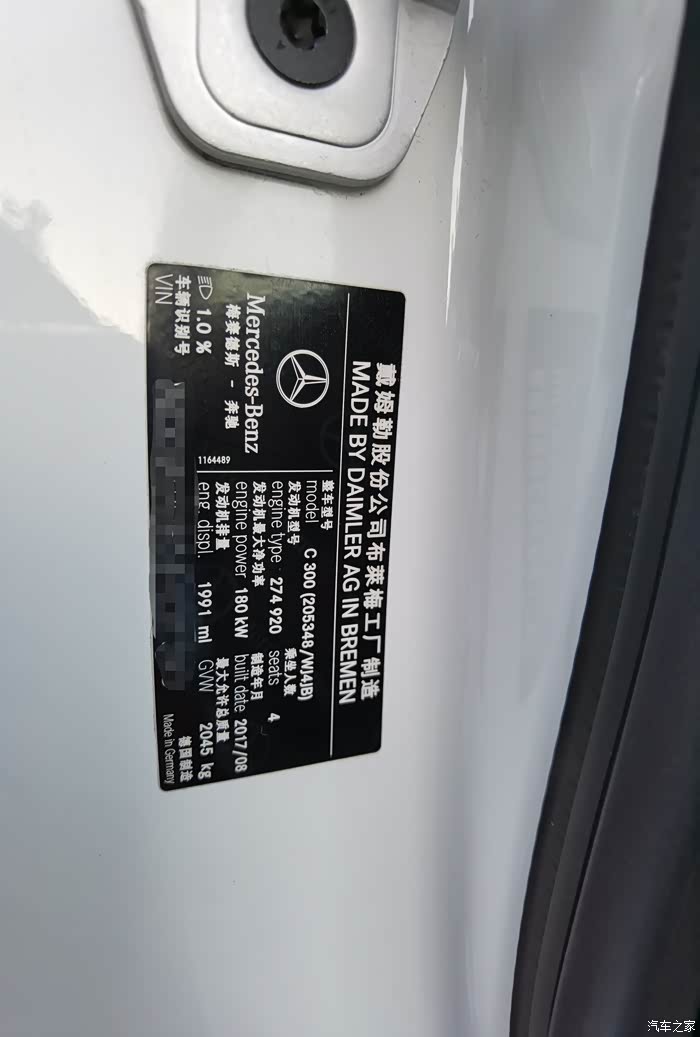 戴姆勒股份公司布莱梅工厂制造
MADE BY DAIMLER AG IN BREMEN
Mercedes-Benz
梅赛德斯 - 奔驰
1.0 %
1164489
整车型号
model C 300 (205348/WJ4JB)
发动机型号 乘坐人数
engine type 274 920 seats 4
发动机最大净功率 制造年月
engine power 180 kW built date 2017/08
发动机排量 最大允许总质量
eng. displ. 1991 ml GVW 2045 kg
车辆识别号
VIN
德国制造
Made in Germany
汽车之家